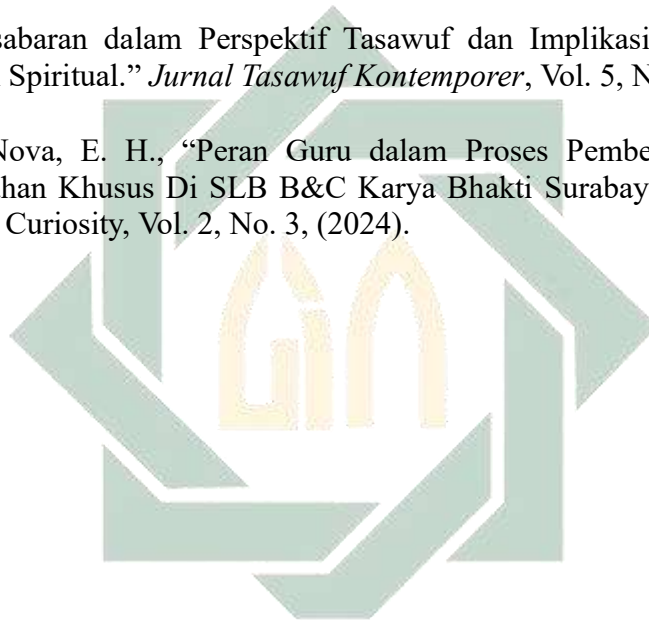 sabaran dalam Perspektif Tasawuf dan Implikasi
Spiritual.” Jurnal Tasawuf Kontemporer, Vol. 5, N
Nova, E. H., “Peran Guru dalam Proses Pembe
han Khusus Di SLB B&C Karya Bhakti Surabay
Curiosity, Vol. 2, No. 3, (2024).